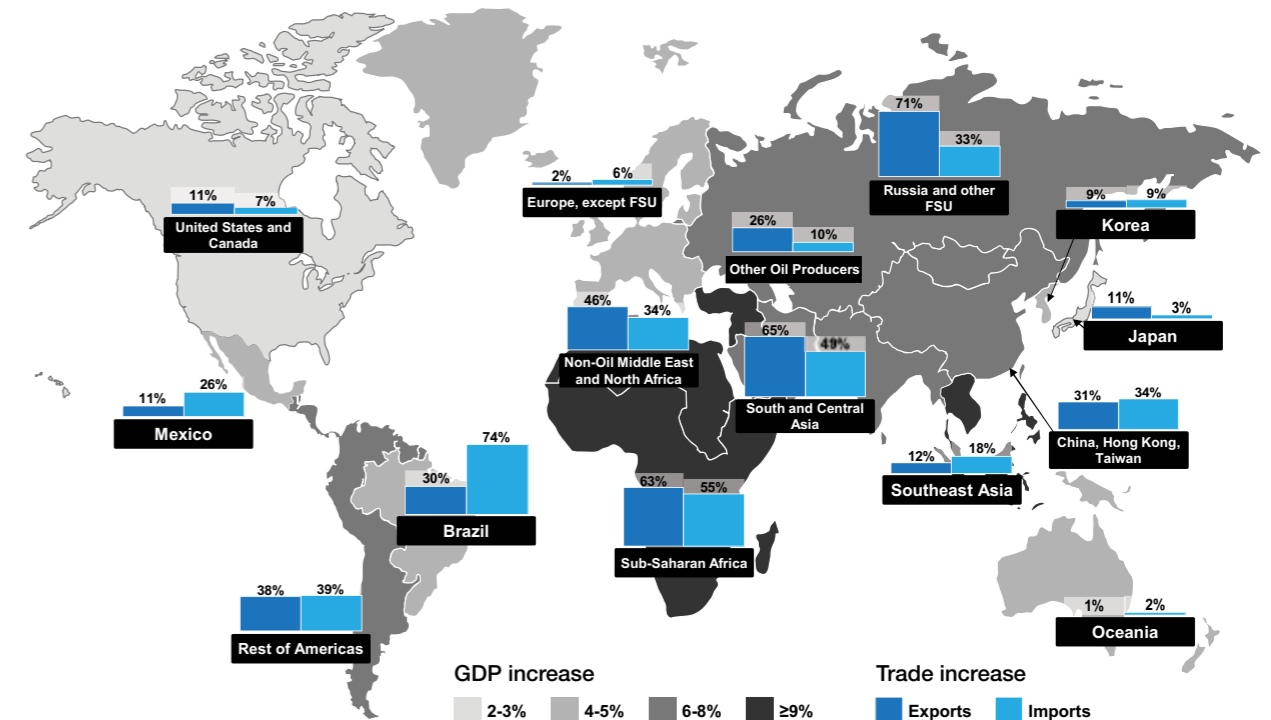 71%
33%
Russia and other
FSU
2%
6%
Europe, except FSU
11%
7%
United States and
Canada
9%
9%
Korea
26%
10%
Other Oil Producers
46%
34%
Non-Oil Middle East
and North Africa
65%
49%
South and Central
Asia
11%
3%
Japan
11%
26%
Mexico
31%
34%
China, Hong Kong,
Taiwan
12%
18%
Southeast Asia
30%
74%
Brazil
63%
55%
Sub-Saharan Africa
38%
39%
Rest of Americas
1%
2%
Oceania
GDP increase
2-3%
4-5%
6-8%
≥9%
Trade increase
Exports
Imports